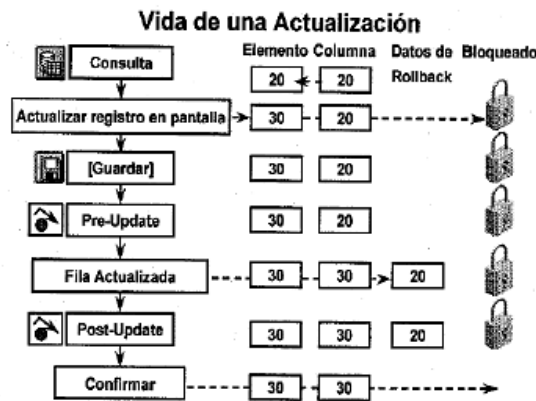 Vida de una Actualización
Elemento Columna Datos de Bloqueado
Rollback
Consulta
20 20
Actualizar registro en pantalla
30 20
[Guardar]
30 20
Pre-Update
30 20
Fila Actualizada
30 30 20
Post-Update
30 30 20
Confirmar
30 30